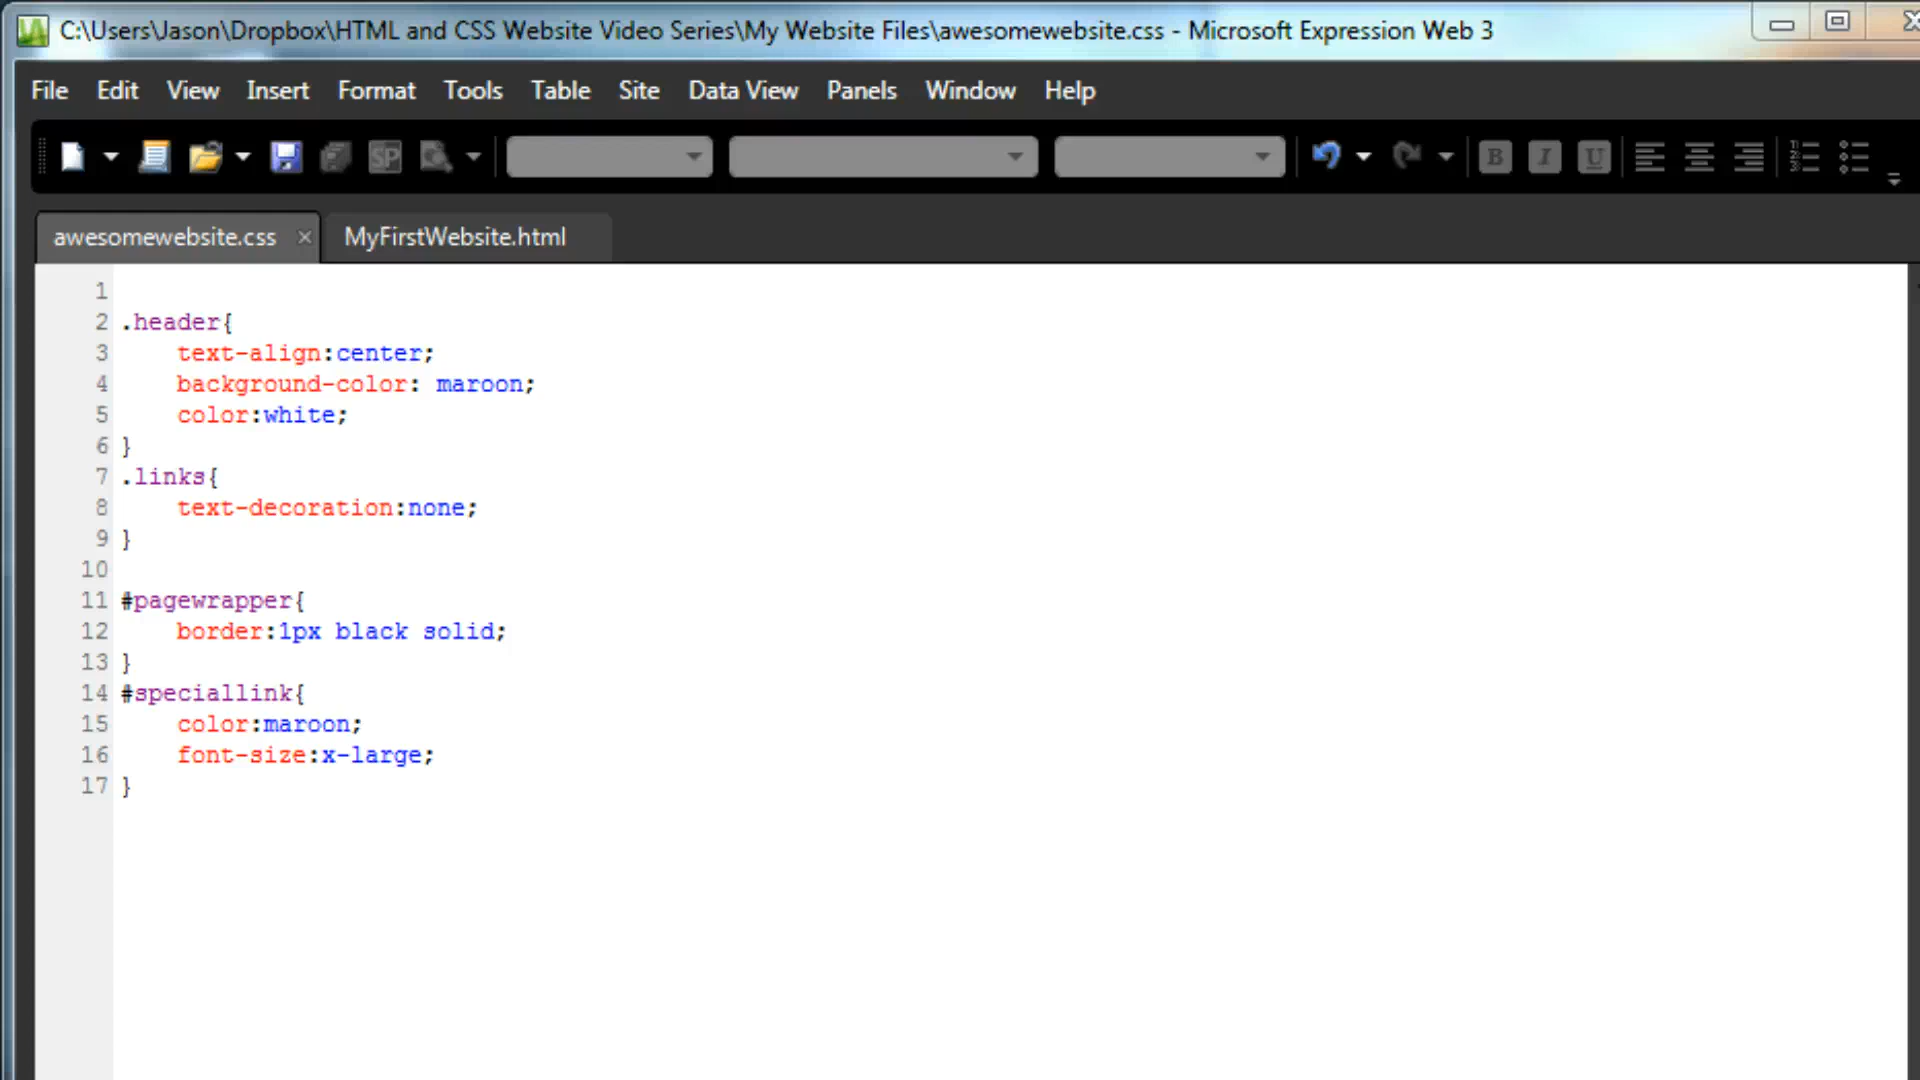 C:\Users\Jason\Dropbox\HTML and CSS Website Video Series\My Website Files\awesomewebsite.css - Microsoft Expression Web 3
File Edit View Insert Format Tools Table Site Data View Panels Window Help
SP B I U
awesomewebsite.css × MyFirstWebsite.html
1
2 .header{
3 text-align:center;
4 background-color: maroon;
5 color:white;
6 }
7 .links{
8 text-decoration:none;
9 }
10
11 #pagewrapper{
12 border:1px black solid;
13 }
14 #speciallink{
15 color:maroon;
16 font-size:x-large;
17 }